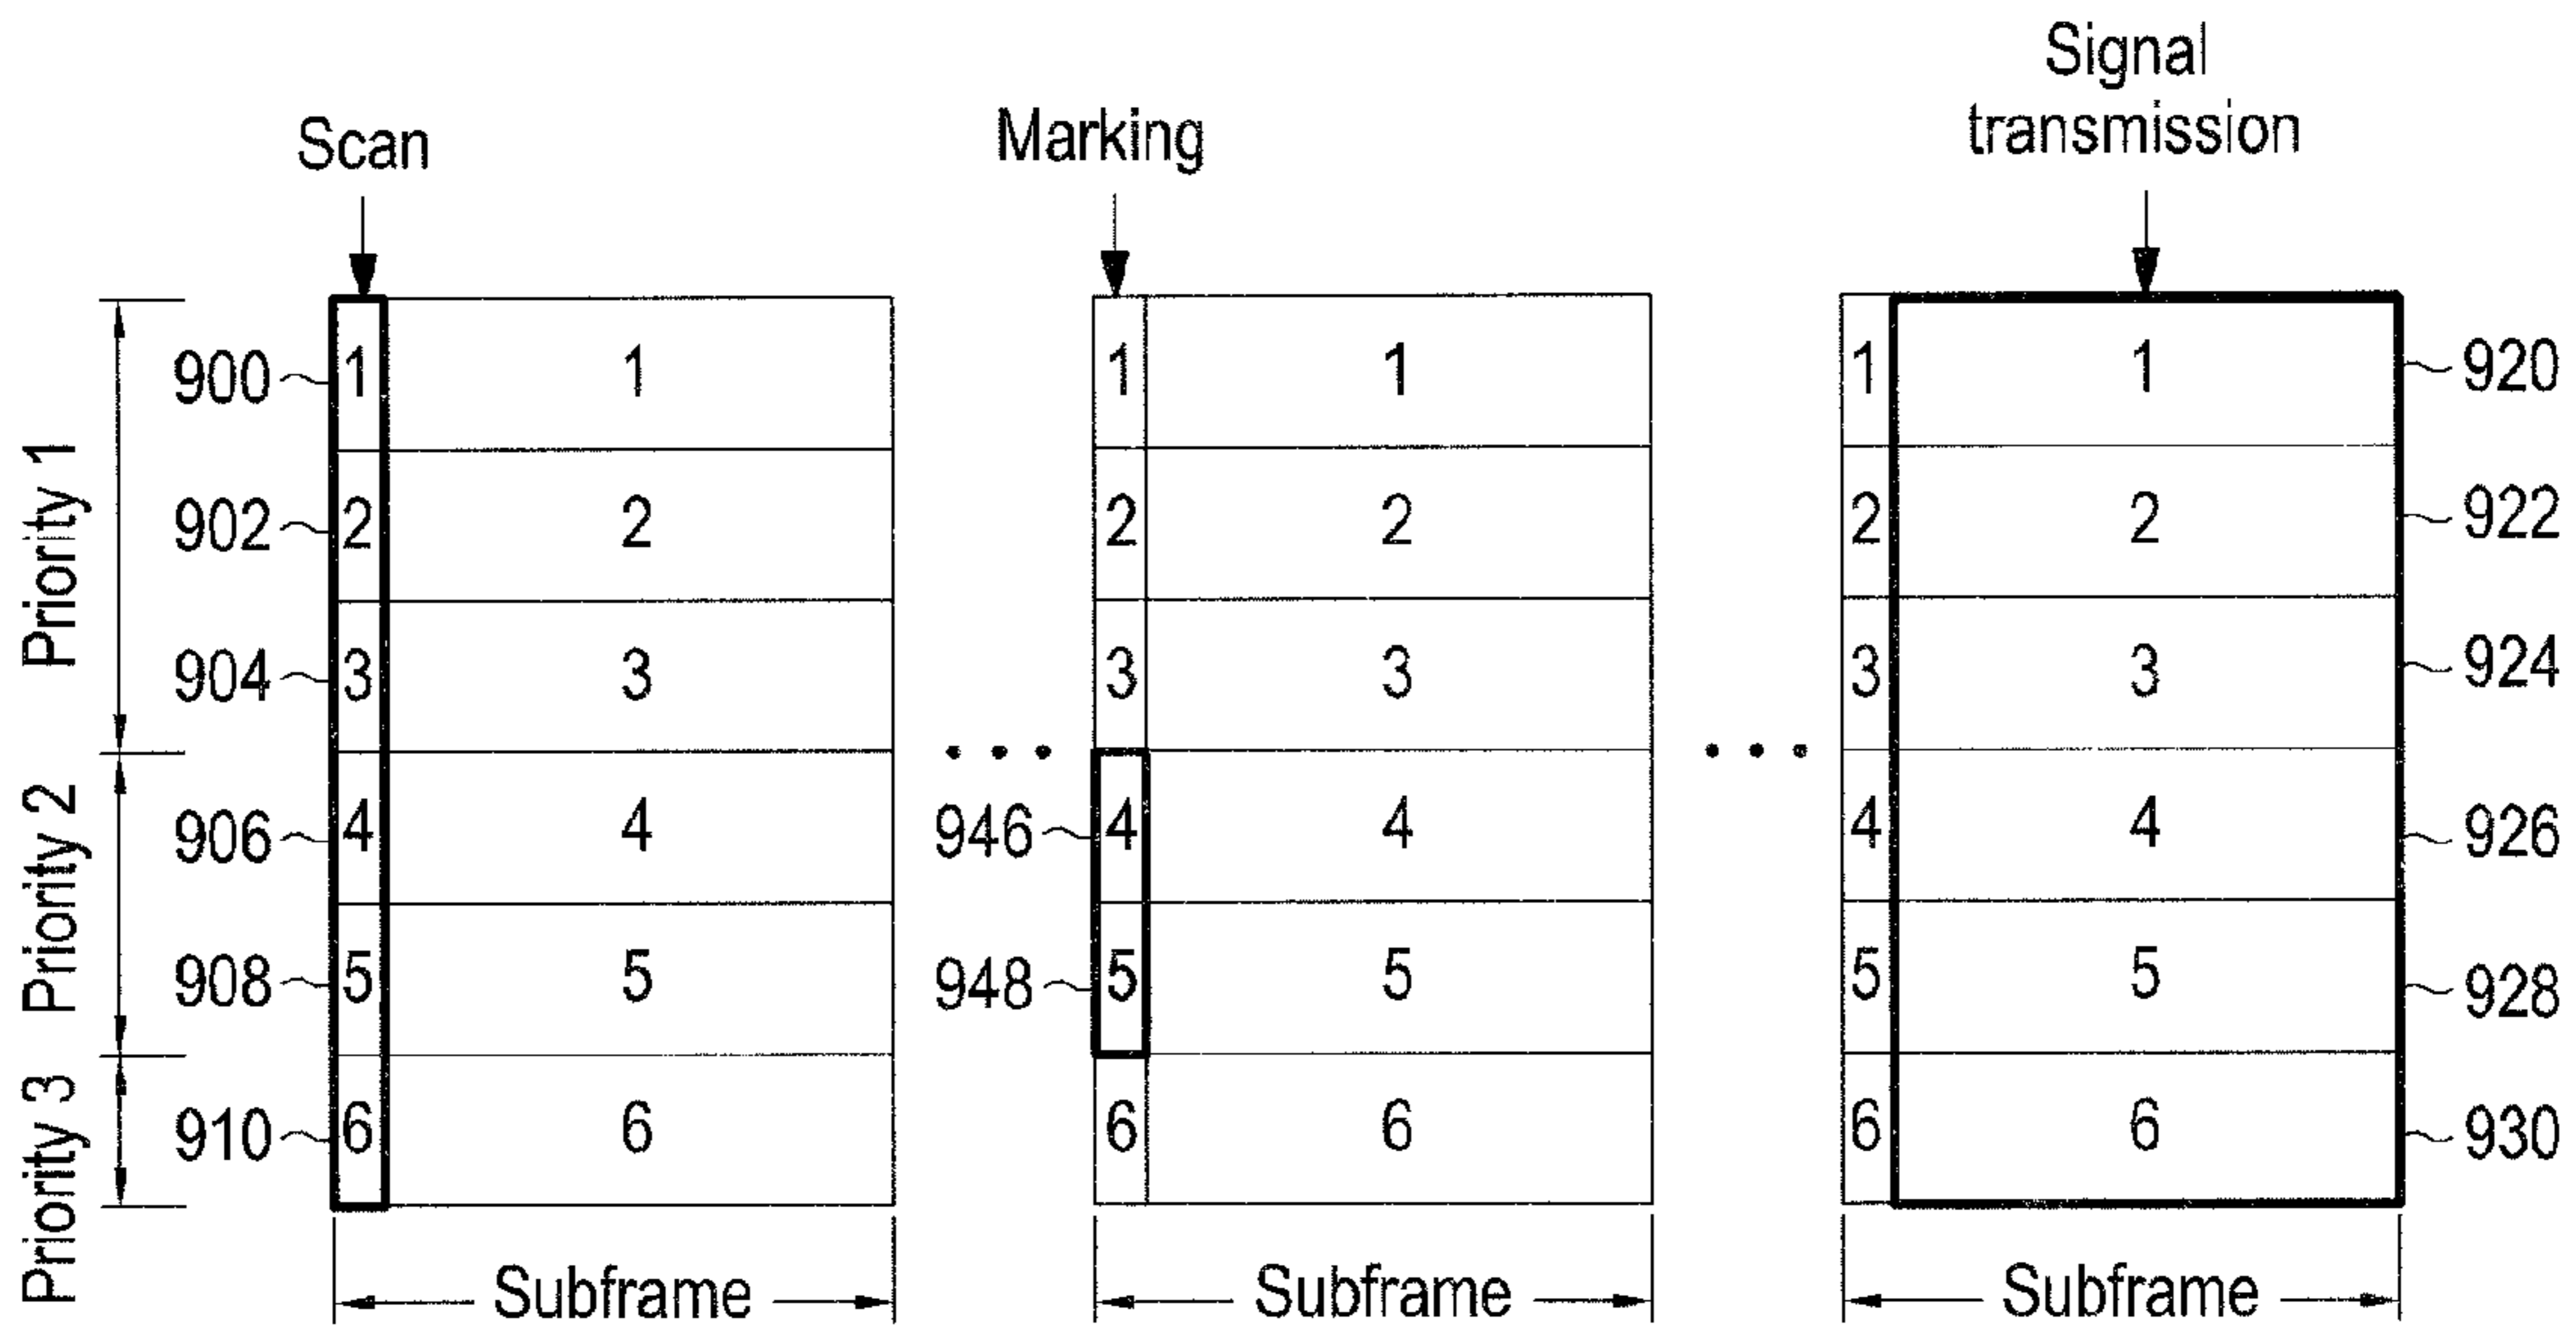 Signal
transmission
Scan
Marking
Priority 1
Priority 2
Priority 3
900 1 1 1 1 1 1 920
902 2 2 2 2 2 2 922
904 3 3 3 3 3 3 924
• • • • • •
906 4 4 946 4 4 4 4 926
908 5 5 948 5 5 5 5 928
910 6 6 6 6 6 6 930
Subframe Subframe Subframe